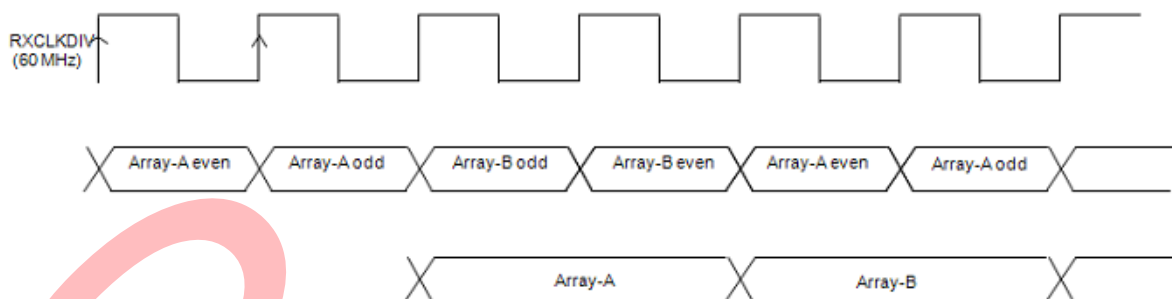 RXCLKDIV
(60 MHz)
Array-A even
Array-A odd
Array-B odd
Array-B even
Array-A even
Array-A odd
Array-A
Array-B